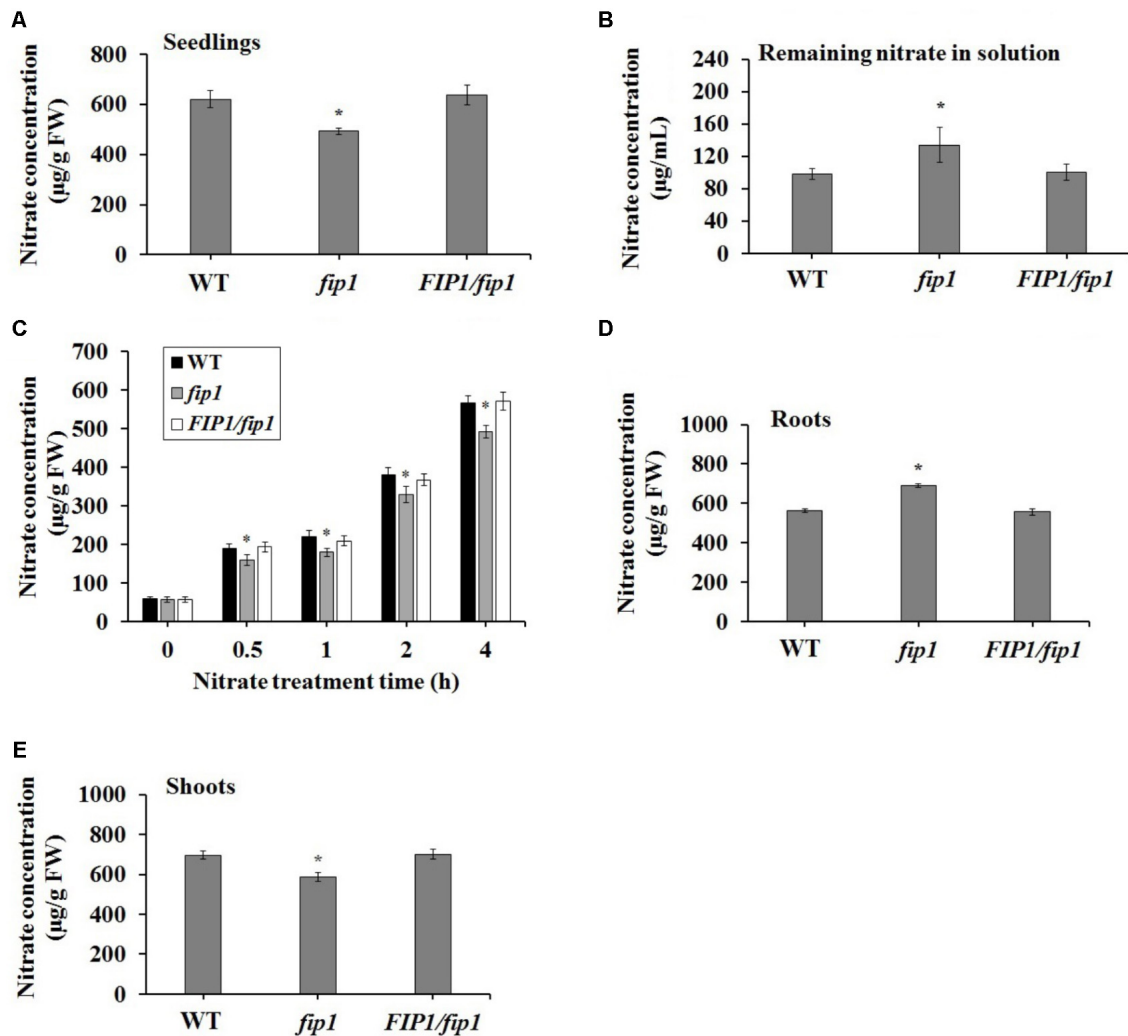 A
Seedlings
Nitrate concentration
(µg/g FW)
800
600
400
200
0
*
WT
fip1
FIP1/fip1
B
Remaining nitrate in solution
Nitrate concentration
(µg/mL)
240
200
160
120
80
40
0
*
WT
fip1
FIP1/fip1
C
Nitrate concentration
(µg/g FW)
700
600
500
400
300
200
100
0
WT
fip1
FIP1/fip1
*
*
*
*
0
0.5
1
2
4
Nitrate treatment time (h)
D
Roots
Nitrate concentration
(µg/g FW)
1000
800
600
400
200
0
*
WT
fip1
FIP1/fip1
E
Shoots
Nitrate concentration
(µg/g FW)
1000
800
600
400
200
0
*
WT
fip1
FIP1/fip1